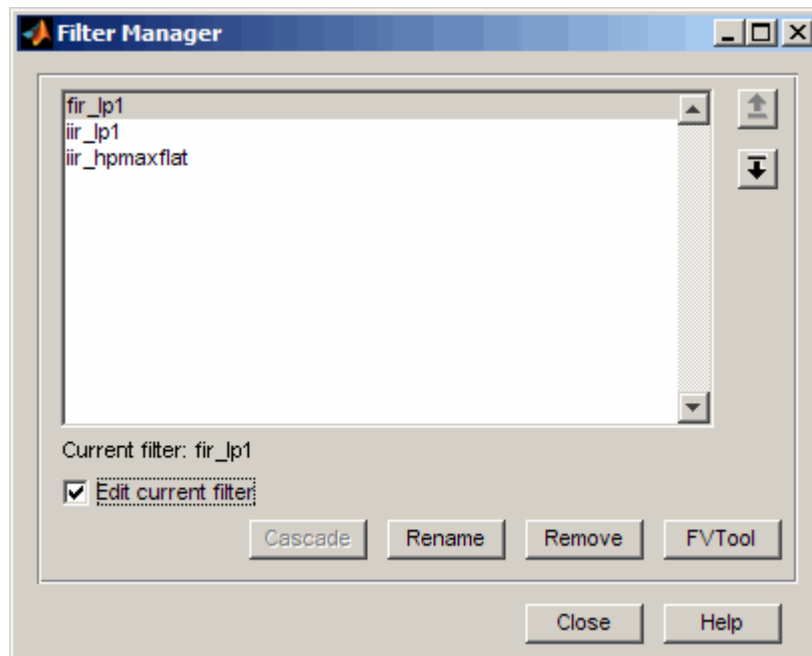 Filter Manager
fir_lp1
iir_lp1
iir_hpmaxflat
Current filter: fir_lp1
Edit current filter
Cascade Rename Remove FVTool
Close Help